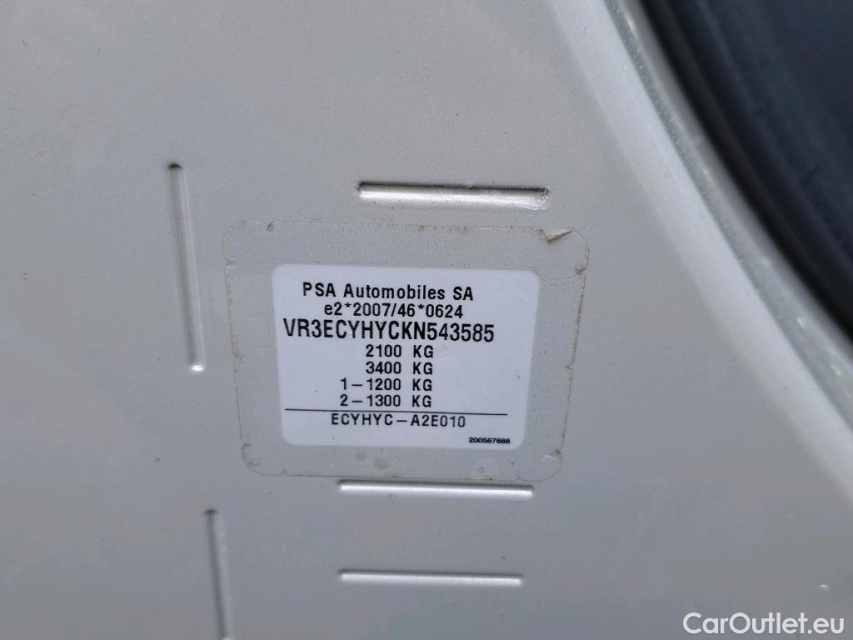 PSA Automobiles SA
e2*2007/46*0624
VR3ECYHYCKN543585
2100 KG
3400 KG
1-1200 KG
2-1300 KG
ECYHYC-A2E010
200567888
CarOutlet.eu